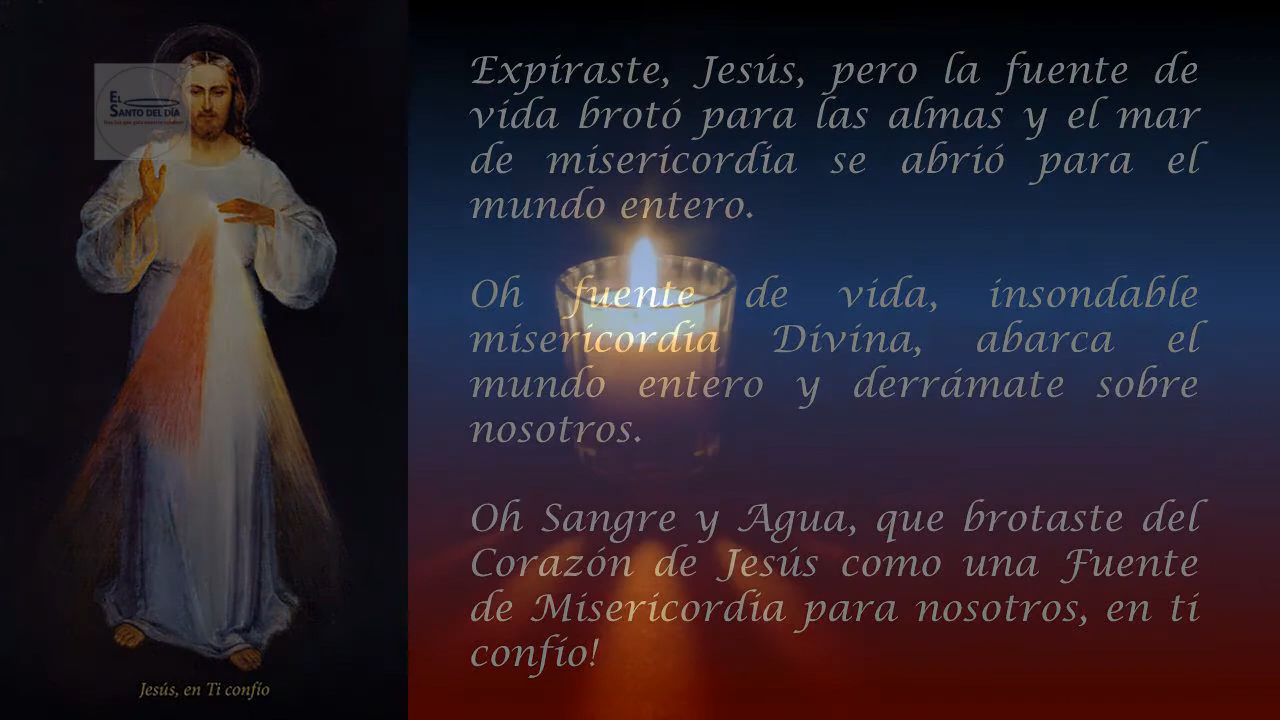 EL
SANTO DEL DÍA
Jesús, en Ti confío
Expiraste, Jesús, pero la fuente de
vida brotó para las almas y el mar
de misericordia se abrió para el
mundo entero.
Oh fuente de vida, insondable
misericordia Divina, abarca el
mundo entero y derrámate sobre
nosotros.
Oh Sangre y Agua, que brotaste del
Corazón de Jesús como una Fuente
de Misericordia para nosotros, en ti
confío!